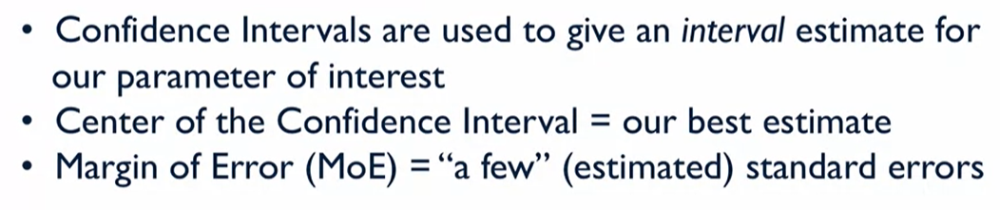 • Confidence Intervals are used to give an interval estimate for
our parameter of interest
• Center of the Confidence Interval = our best estimate
• Margin of Error (MoE) = “a few” (estimated) standard errors